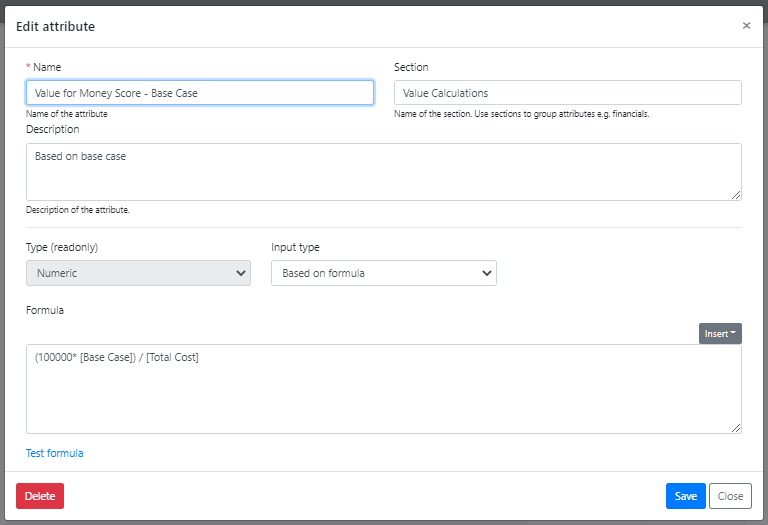 Edit attribute
×
* Name
Section
Value for Money Score - Base Case
Value Calculations
Name of the attribute
Name of the section. Use sections to group attributes e.g. financials.
Description
Based on base case
Description of the attribute.
Type (readonly)
Input type
Numeric
Based on formula
Formula
Insert
(100000* [Base Case]) / [Total Cost]
Test formula
Delete
Save
Close